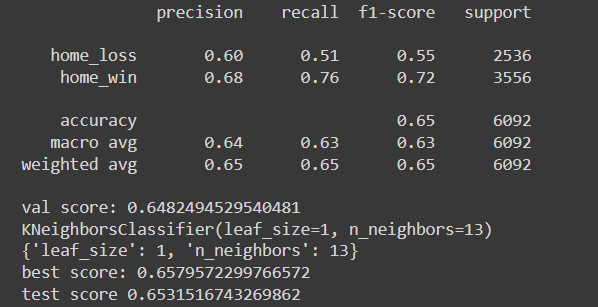 precision recall f1-score support
home_loss 0.60 0.51 0.55 2536
home_win 0.68 0.76 0.72 3556
accuracy 0.65 6092
macro avg 0.64 0.63 0.63 6092
weighted avg 0.65 0.65 0.65 6092
val score: 0.6482494529540481
KNeighborsClassifier(leaf_size=1, n_neighbors=13)
{'leaf_size': 1, 'n_neighbors': 13}
best score: 0.6579572299766572
test score 0.6531516743269862